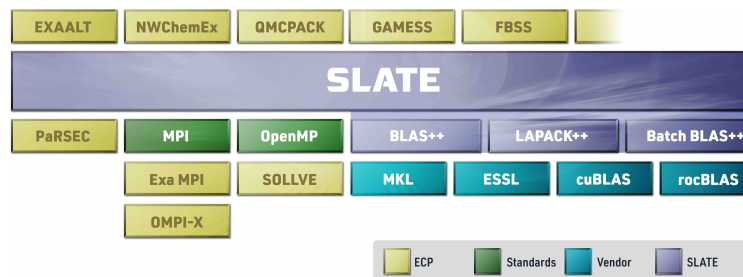 EXAALT NWChemEx QMCPACK GAMESS FBSS
SLATE
PaRSEC MPI OpenMP BLAS++ LAPACK++ Batch BLAS++
Exa MPI SOLLVE MKL ESSL cuBLAS rocBLAS
OMPI-X
ECP Standards Vendor SLATE